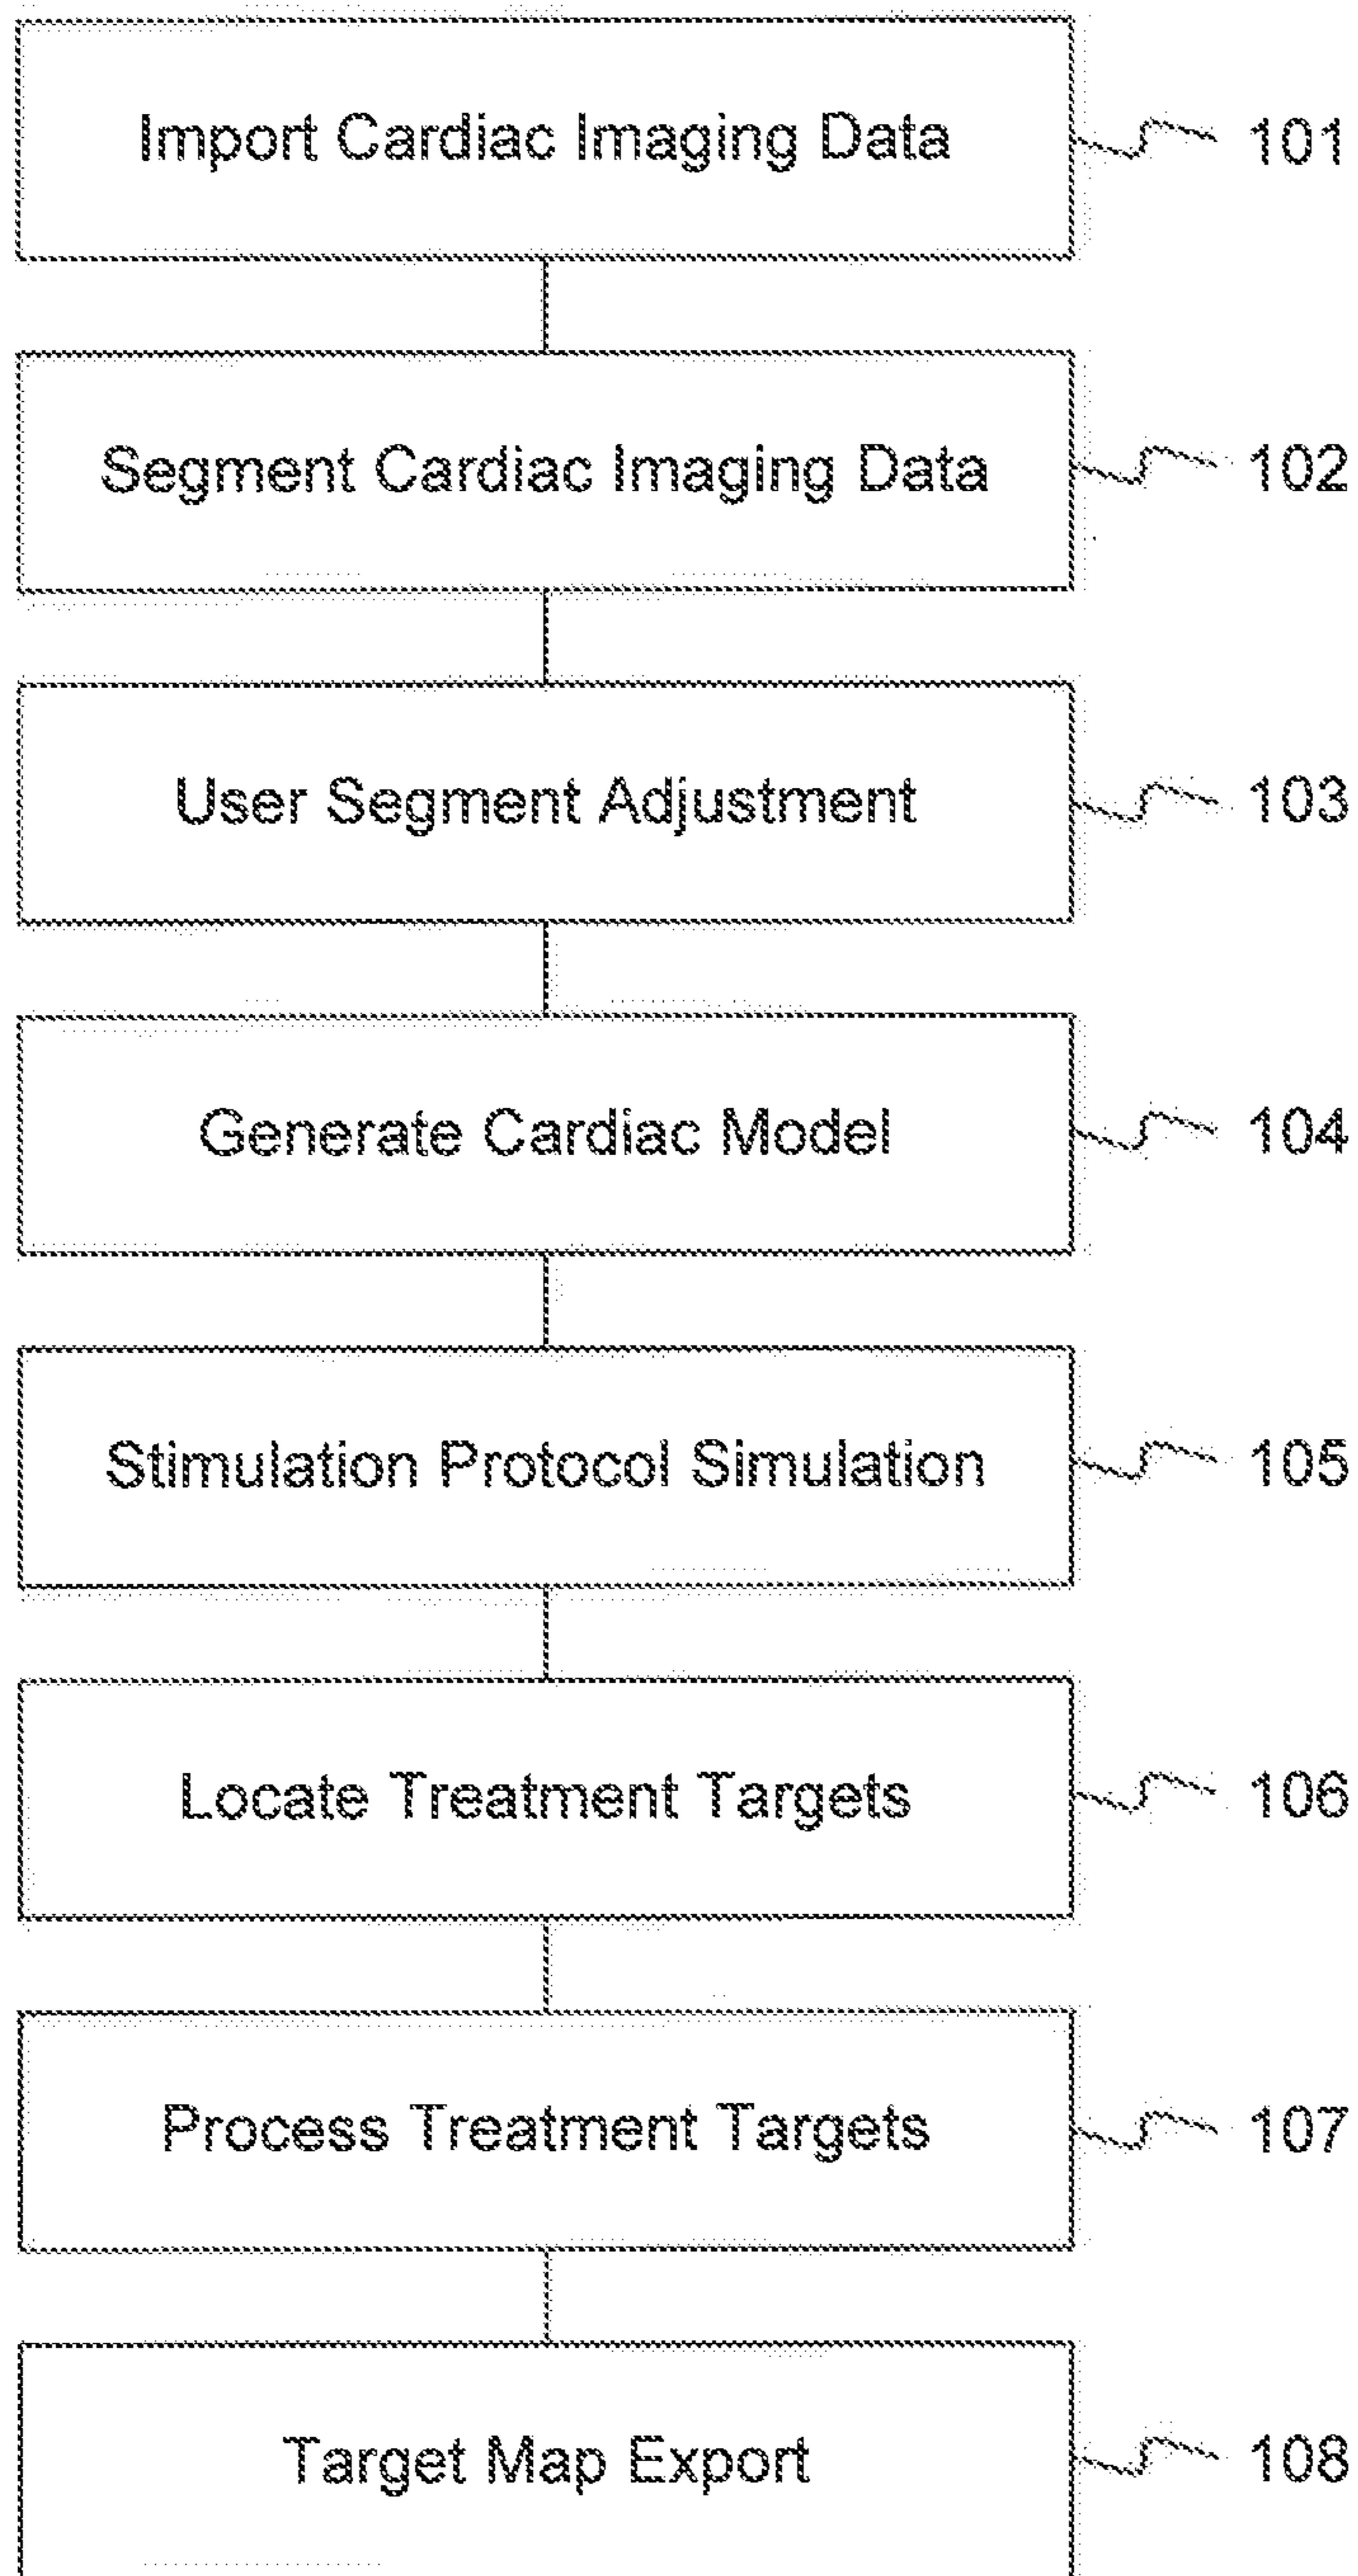 Import Cardiac Imaging Data 101
Segment Cardiac Imaging Data 102
User Segment Adjustment 103
Generate Cardiac Model 104
Stimulation Protocol Simulation 105
Locate Treatment Targets 106
Process Treatment Targets 107
Target Map Export 108